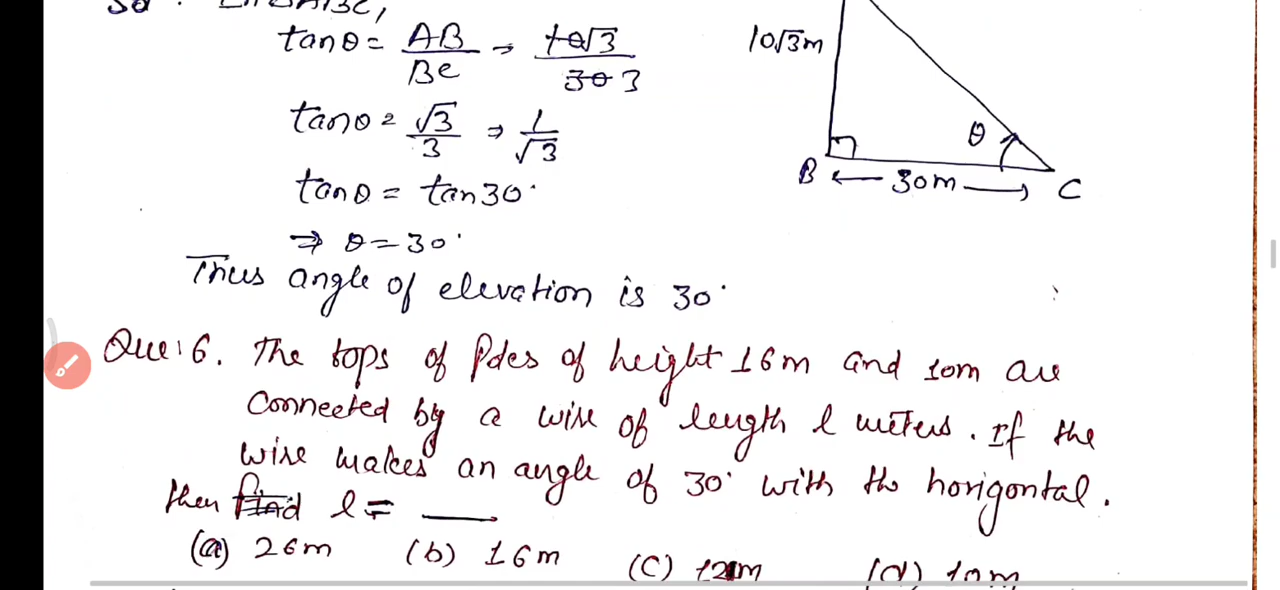 tanθ = AB/BC ⇒ 10√3/30 3
10√3m
tanθ = √3/3 ⇒ 1/√3
θ
tanθ = tan30°
B ← 30m → C
⇒ θ = 30°
Thus angle of elevation is 30°
Que:6. The tops of Poles of height 16m and 10m are
connected by a wire of length l meters. If the
wire makes an angle of 30° with the horigontal.
then find l = __
(a) 26m (b) 16m (c) 12m (d) 10m